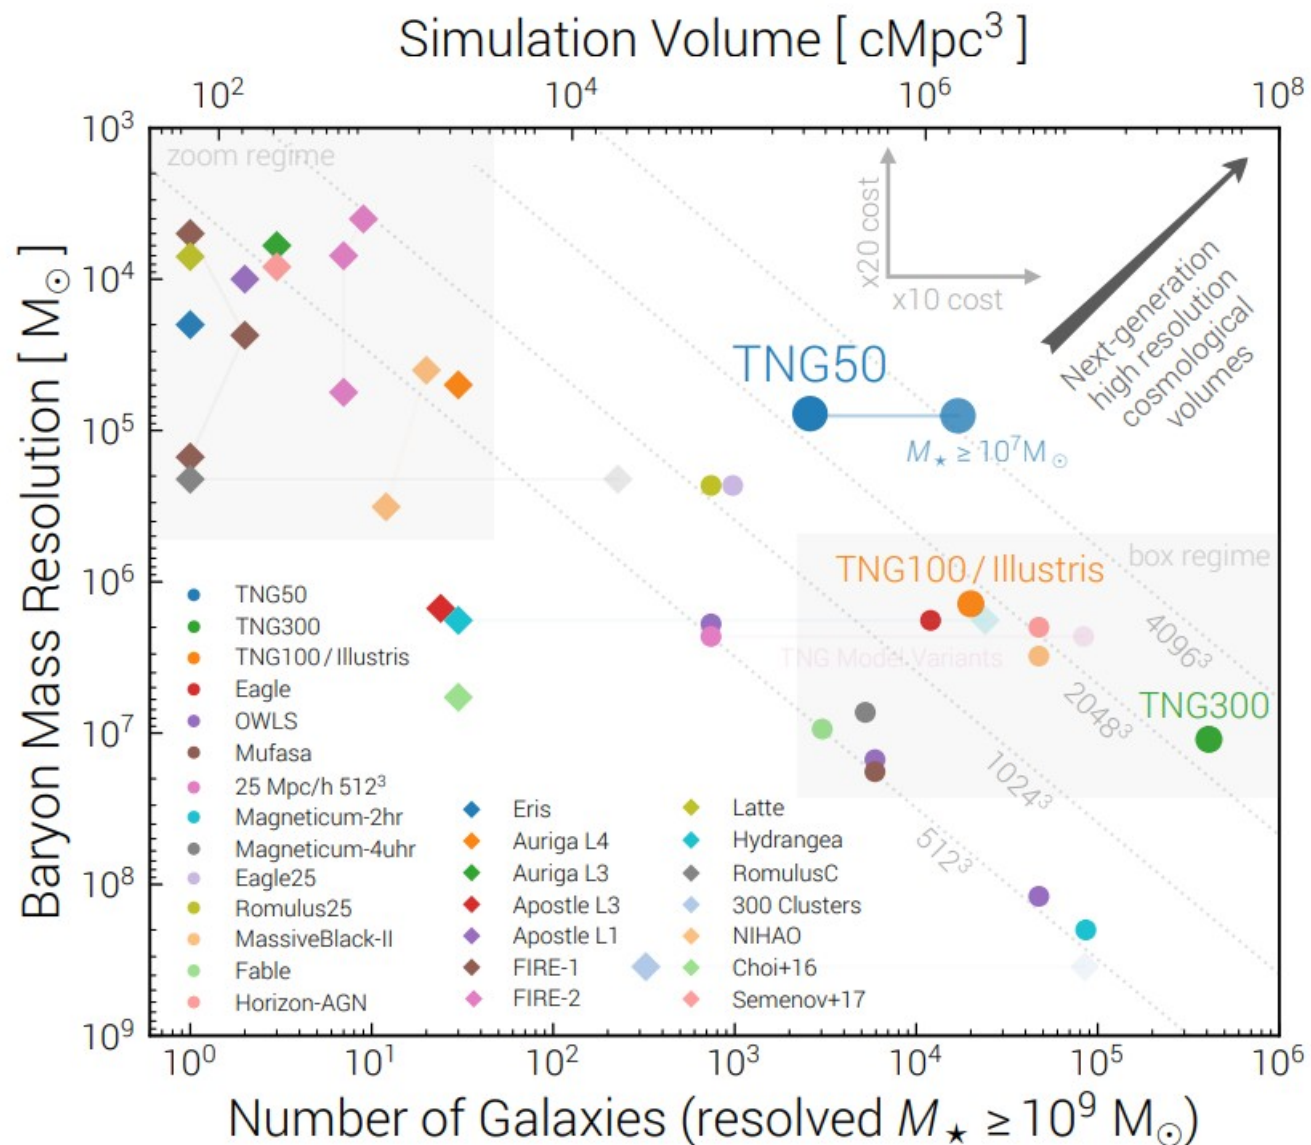 Simulation Volume [ cMpc³ ]
10² 10⁴ 10⁶ 10⁸
Baryon Mass Resolution [ M☉ ]
10³
10⁴
10⁵
10⁶
10⁷
10⁸
10⁹
zoom regime
x20 cost
x10 cost
Next-generation
high resolution
cosmological
volumes
TNG50
M⋆ ≥ 10⁷M☉
box regime
TNG100 / Illustris
TNG Model Variants
TNG300
4096³
2048³
1024³
512³
TNG50
TNG300
TNG100 / Illustris
Eagle
OWLS
Mufasa
25 Mpc/h 512³
Magneticum-2hr
Magneticum-4uhr
Eagle25
Romulus25
MassiveBlack-II
Fable
Horizon-AGN
Eris
Auriga L4
Auriga L3
Apostle L3
Apostle L1
FIRE-1
FIRE-2
Latte
Hydrangea
RomulusC
300 Clusters
NIHAO
Choi+16
Semenov+17
10⁰ 10¹ 10² 10³ 10⁴ 10⁵ 10⁶
Number of Galaxies (resolved M⋆ ≥ 10⁹ M☉)